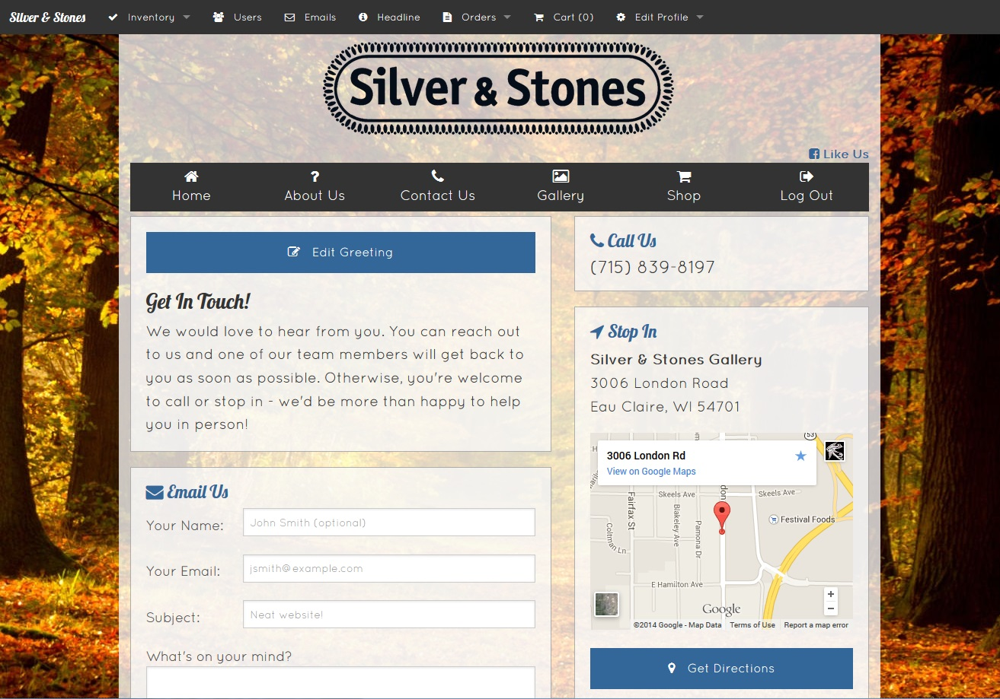 Silver & Stones Inventory Users Emails Headline Orders Cart (0) Edit Profile
Silver & Stones
Like Us
Home About Us Contact Us Gallery Shop Log Out
Edit Greeting
Get In Touch!
We would love to hear from you. You can reach out
to us and one of our team members will get back to
you as soon as possible. Otherwise, you're welcome
to call or stop in - we'd be more than happy to help
you in person!
Email Us
Your Name: John Smith (optional)
Your Email: jsmith@example.com
Subject: Neat website!
What's on your mind?
Call Us
(715) 839-8197
Stop In
Silver & Stones Gallery
3006 London Road
Eau Claire, WI 54701
53
3006 London Rd
View on Google Maps
Skeels Ave
Skeels Ave
Fairfax St
Blakeley Ave
Pamona Dr
Coltman Ln
Festival Foods
E Hamilton Ave
Google
©2014 Google - Map Data Terms of Use Report a map error
Get Directions